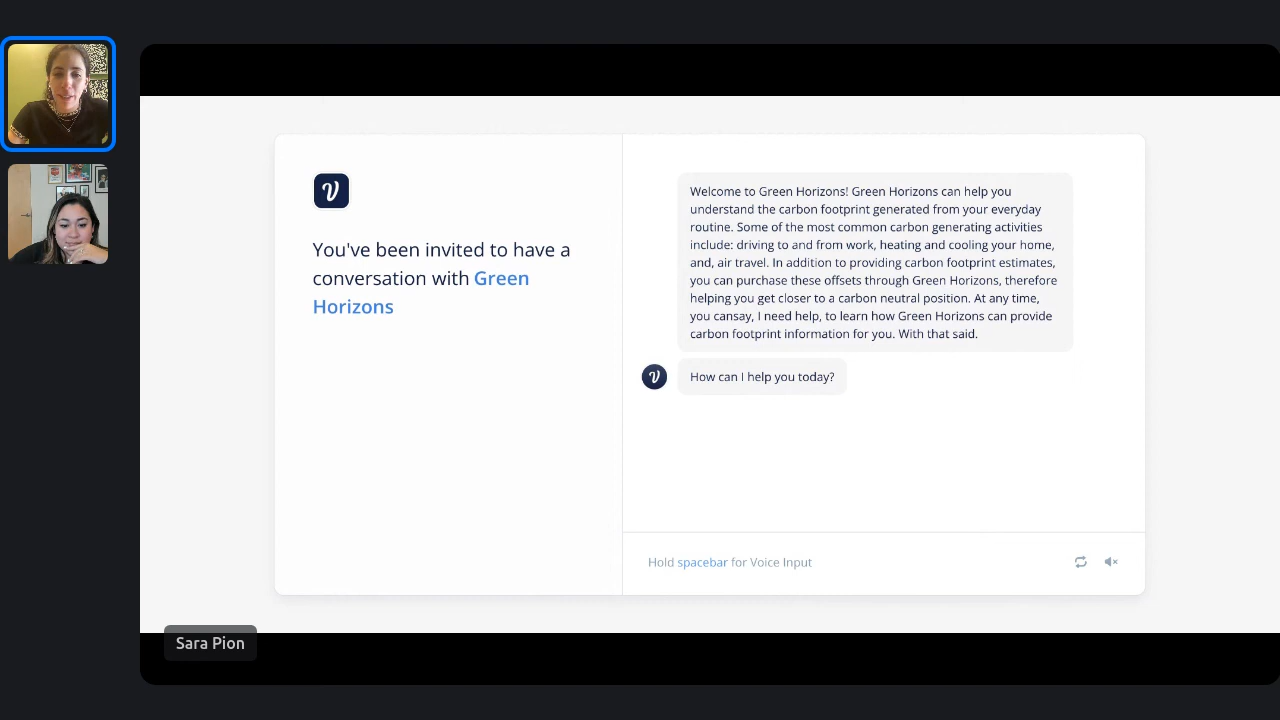 You've been invited to have a
conversation with Green
Horizons
Welcome to Green Horizons! Green Horizons can help you
understand the carbon footprint generated from your everyday
routine. Some of the most common carbon generating activities
include: driving to and from work, heating and cooling your home,
and, air travel. In addition to providing carbon footprint estimates,
you can purchase these offsets through Green Horizons, therefore
helping you get closer to a carbon neutral position. At any time,
you cansay, I need help, to learn how Green Horizons can provide
carbon footprint information for you. With that said.
How can I help you today?
Hold spacebar for Voice Input
Sara Pion